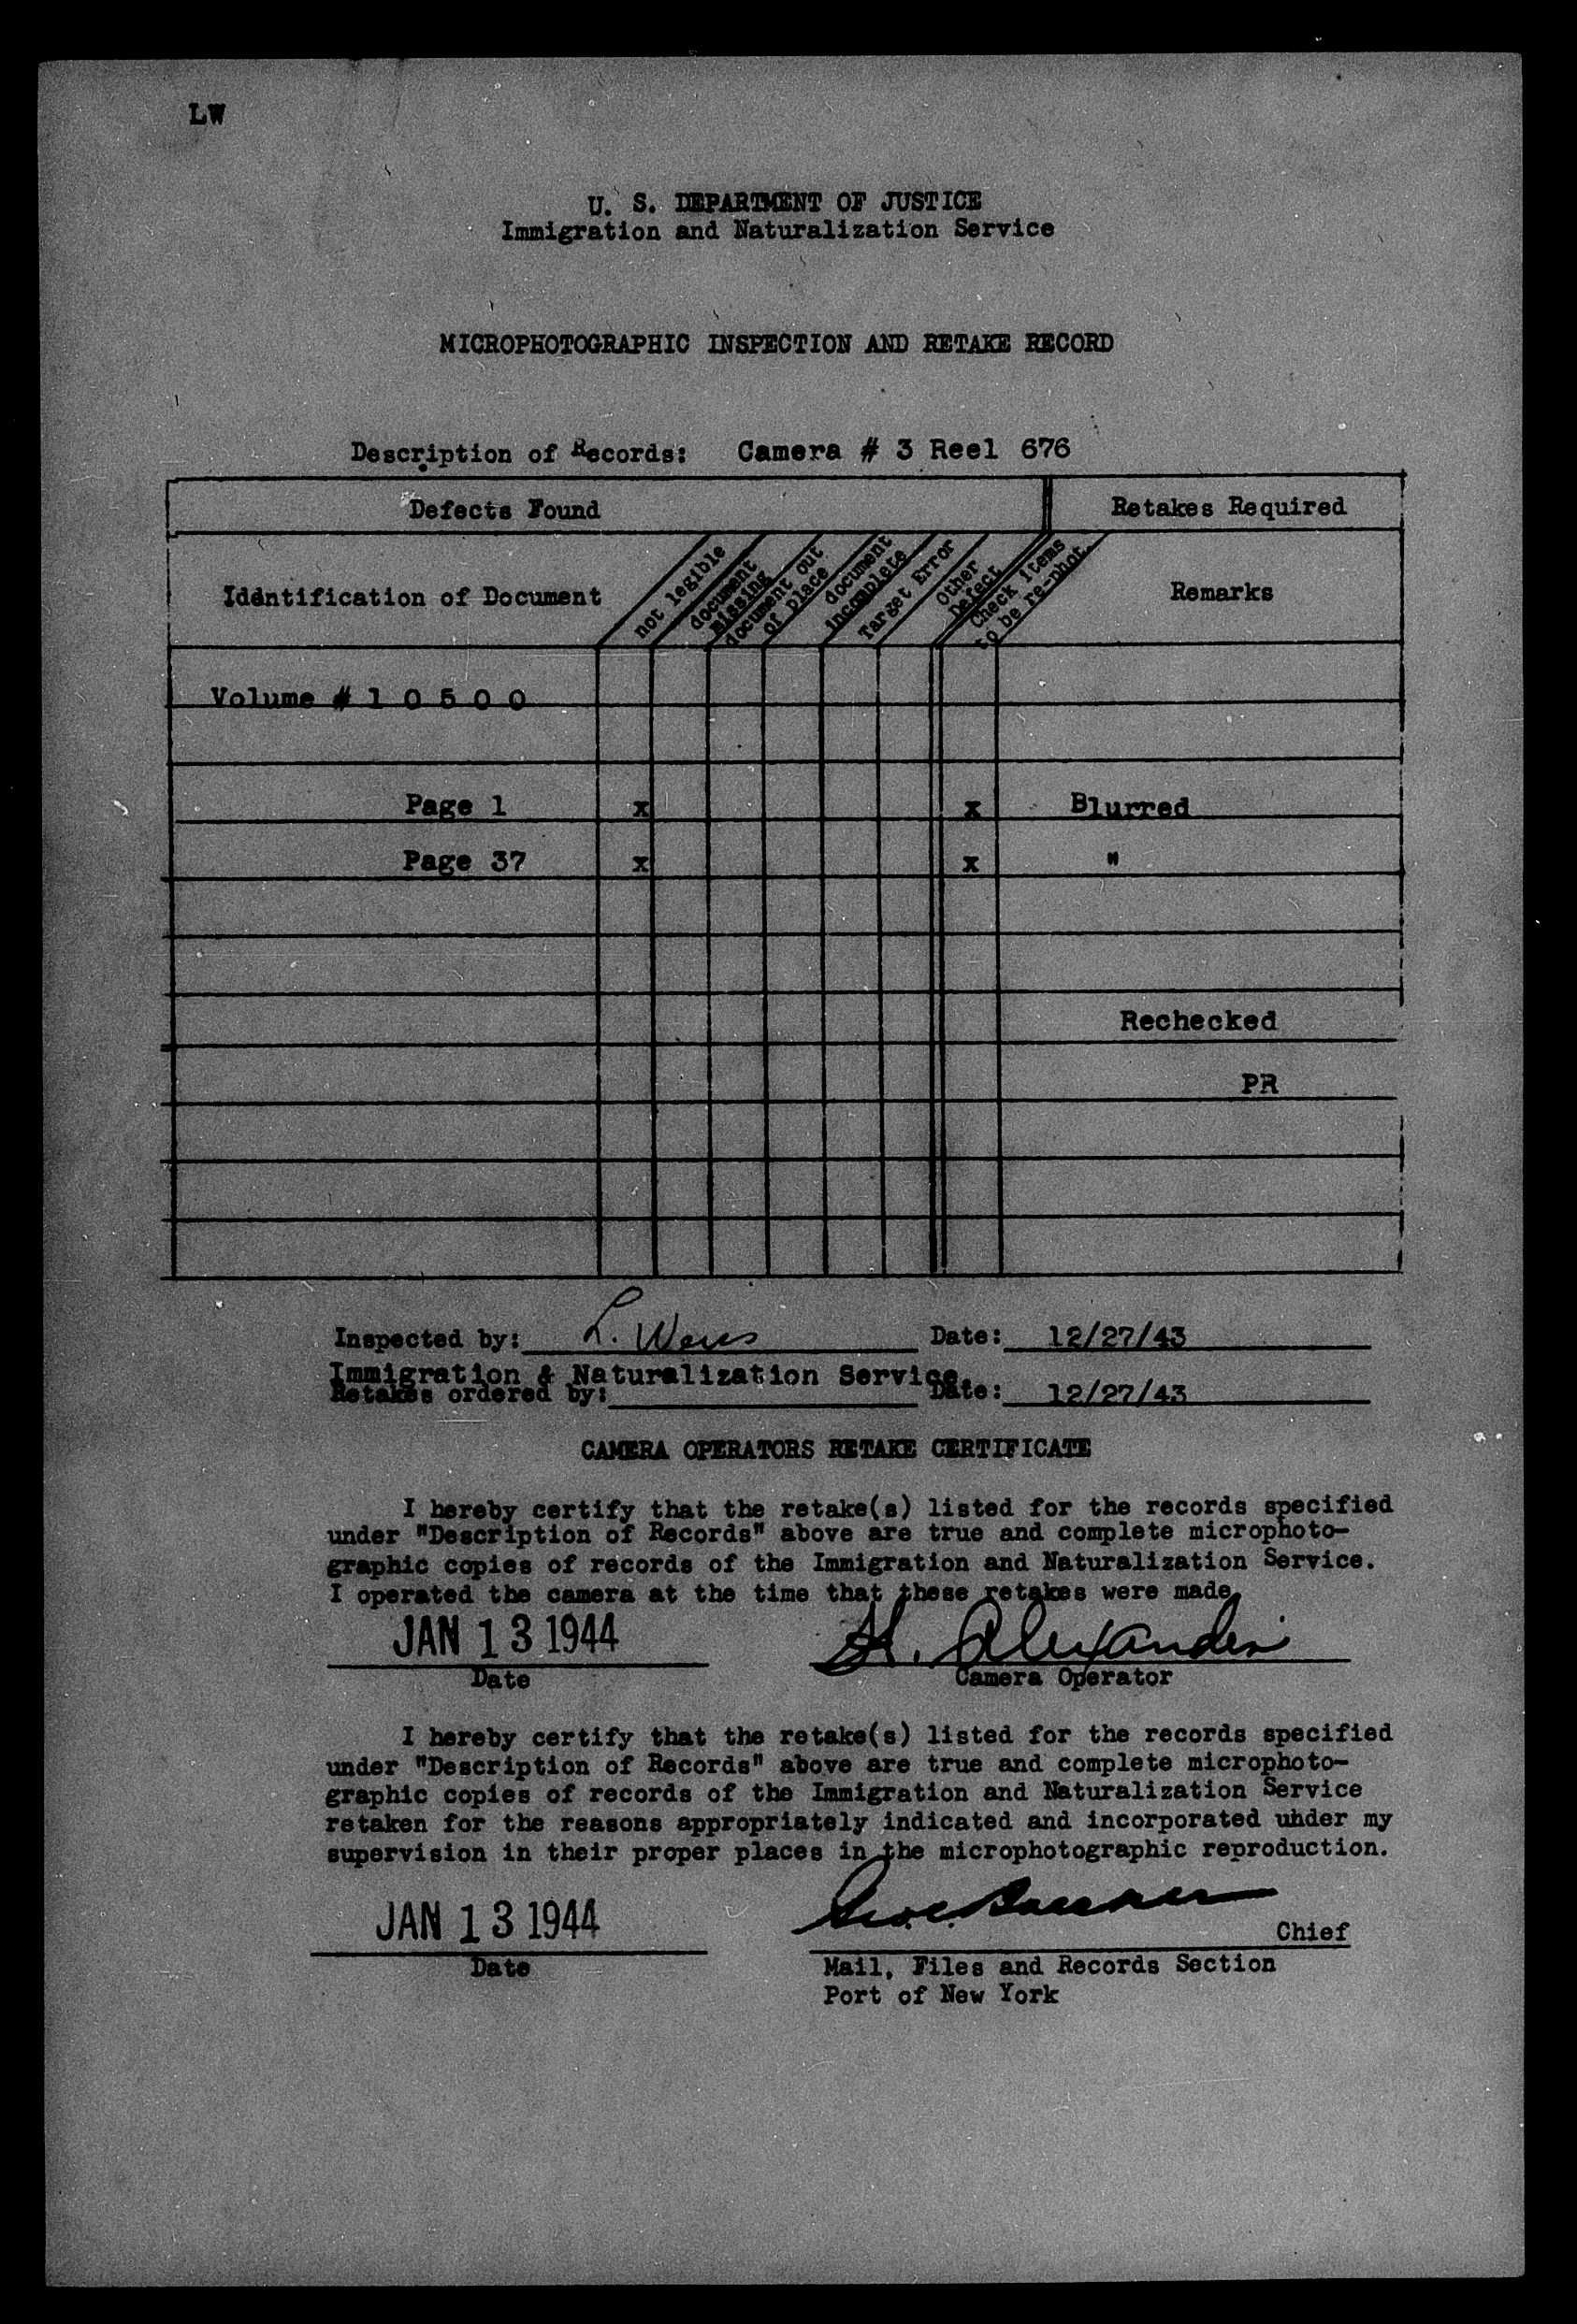 LW
U. S. DEPARTMENT OF JUSTICE
Immigration and Naturalization Service
MICROPHOTOGRAPHIC INSPECTION AND RETAKE RECORD
Description of Records: Camera # 3 Reel 676
Defects Found Retakes Required
Identification of Document
not legible
document missing
document out of place
document incomplete
Target Error
Other Defect
Check items to be re-phot.
Remarks
Volume # 1 0 5 0 0
Page 1 x x Blurred
Page 37 x x "
Rechecked
PR
Inspected by: L. Date: 12/27/43
Immigration & Naturalization Service.
Retakes ordered by: Date: 12/27/43
CAMERA OPERATORS RETAKE CERTIFICATE
I hereby certify that the retake(s) listed for the records specified
under "Description of Records" above are true and complete microphoto-
graphic copies of records of the Immigration and Naturalization Service.
I operated the camera at the time that these retakes were made.
JAN 13 1944 Alexander
Date Camera Operator
I hereby certify that the retake(s) listed for the records specified
under "Description of Records" above are true and complete microphoto-
graphic copies of records of the Immigration and Naturalization Service
retaken for the reasons appropriately indicated and incorporated under my
supervision in their proper places in the microphotographic reproduction.
JAN 13 1944 Chief
Date Mail, Files and Records Section
Port of New York